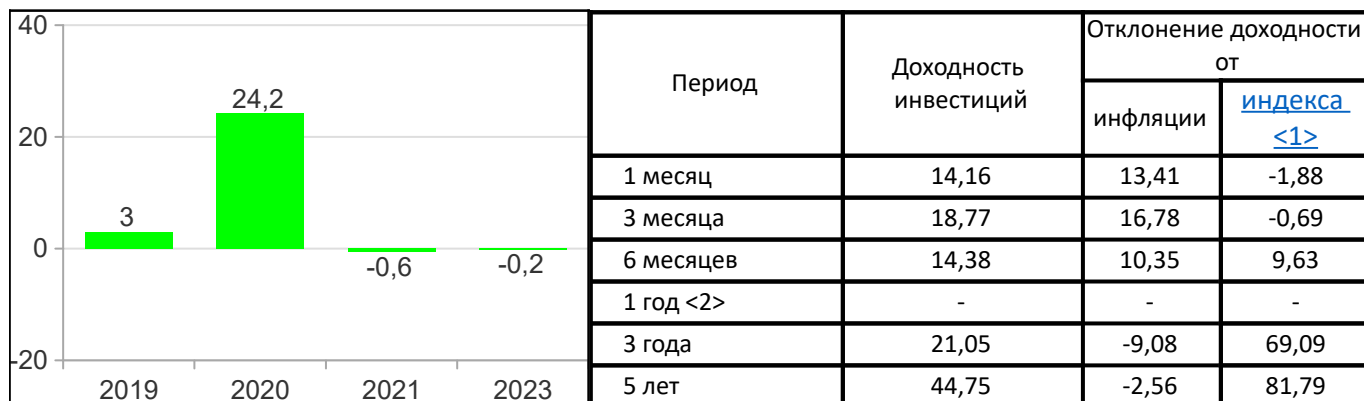 40
20
0
-20
3
24,2
-0,6
-0,2
2019 2020 2021 2023
Период Доходность инвестиций Отклонение доходности от
инфляции индекса <1>
1 месяц 14,16 13,41 -1,88
3 месяца 18,77 16,78 -0,69
6 месяцев 14,38 10,35 9,63
1 год <2> - - -
3 года 21,05 -9,08 69,09
5 лет 44,75 -2,56 81,79